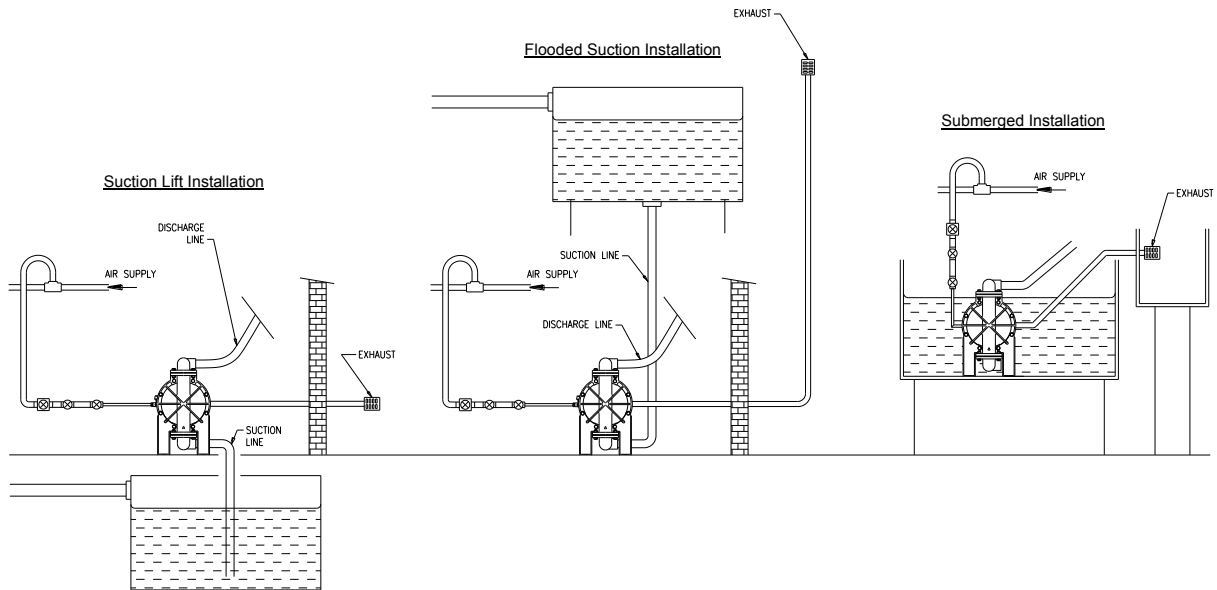 Suction Lift Installation
DISCHARGE
LINE
AIR SUPPLY
EXHAUST
SUCTION
LINE
Flooded Suction Installation
EXHAUST
SUCTION LINE
AIR SUPPLY
DISCHARGE LINE
Submerged Installation
AIR SUPPLY
EXHAUST